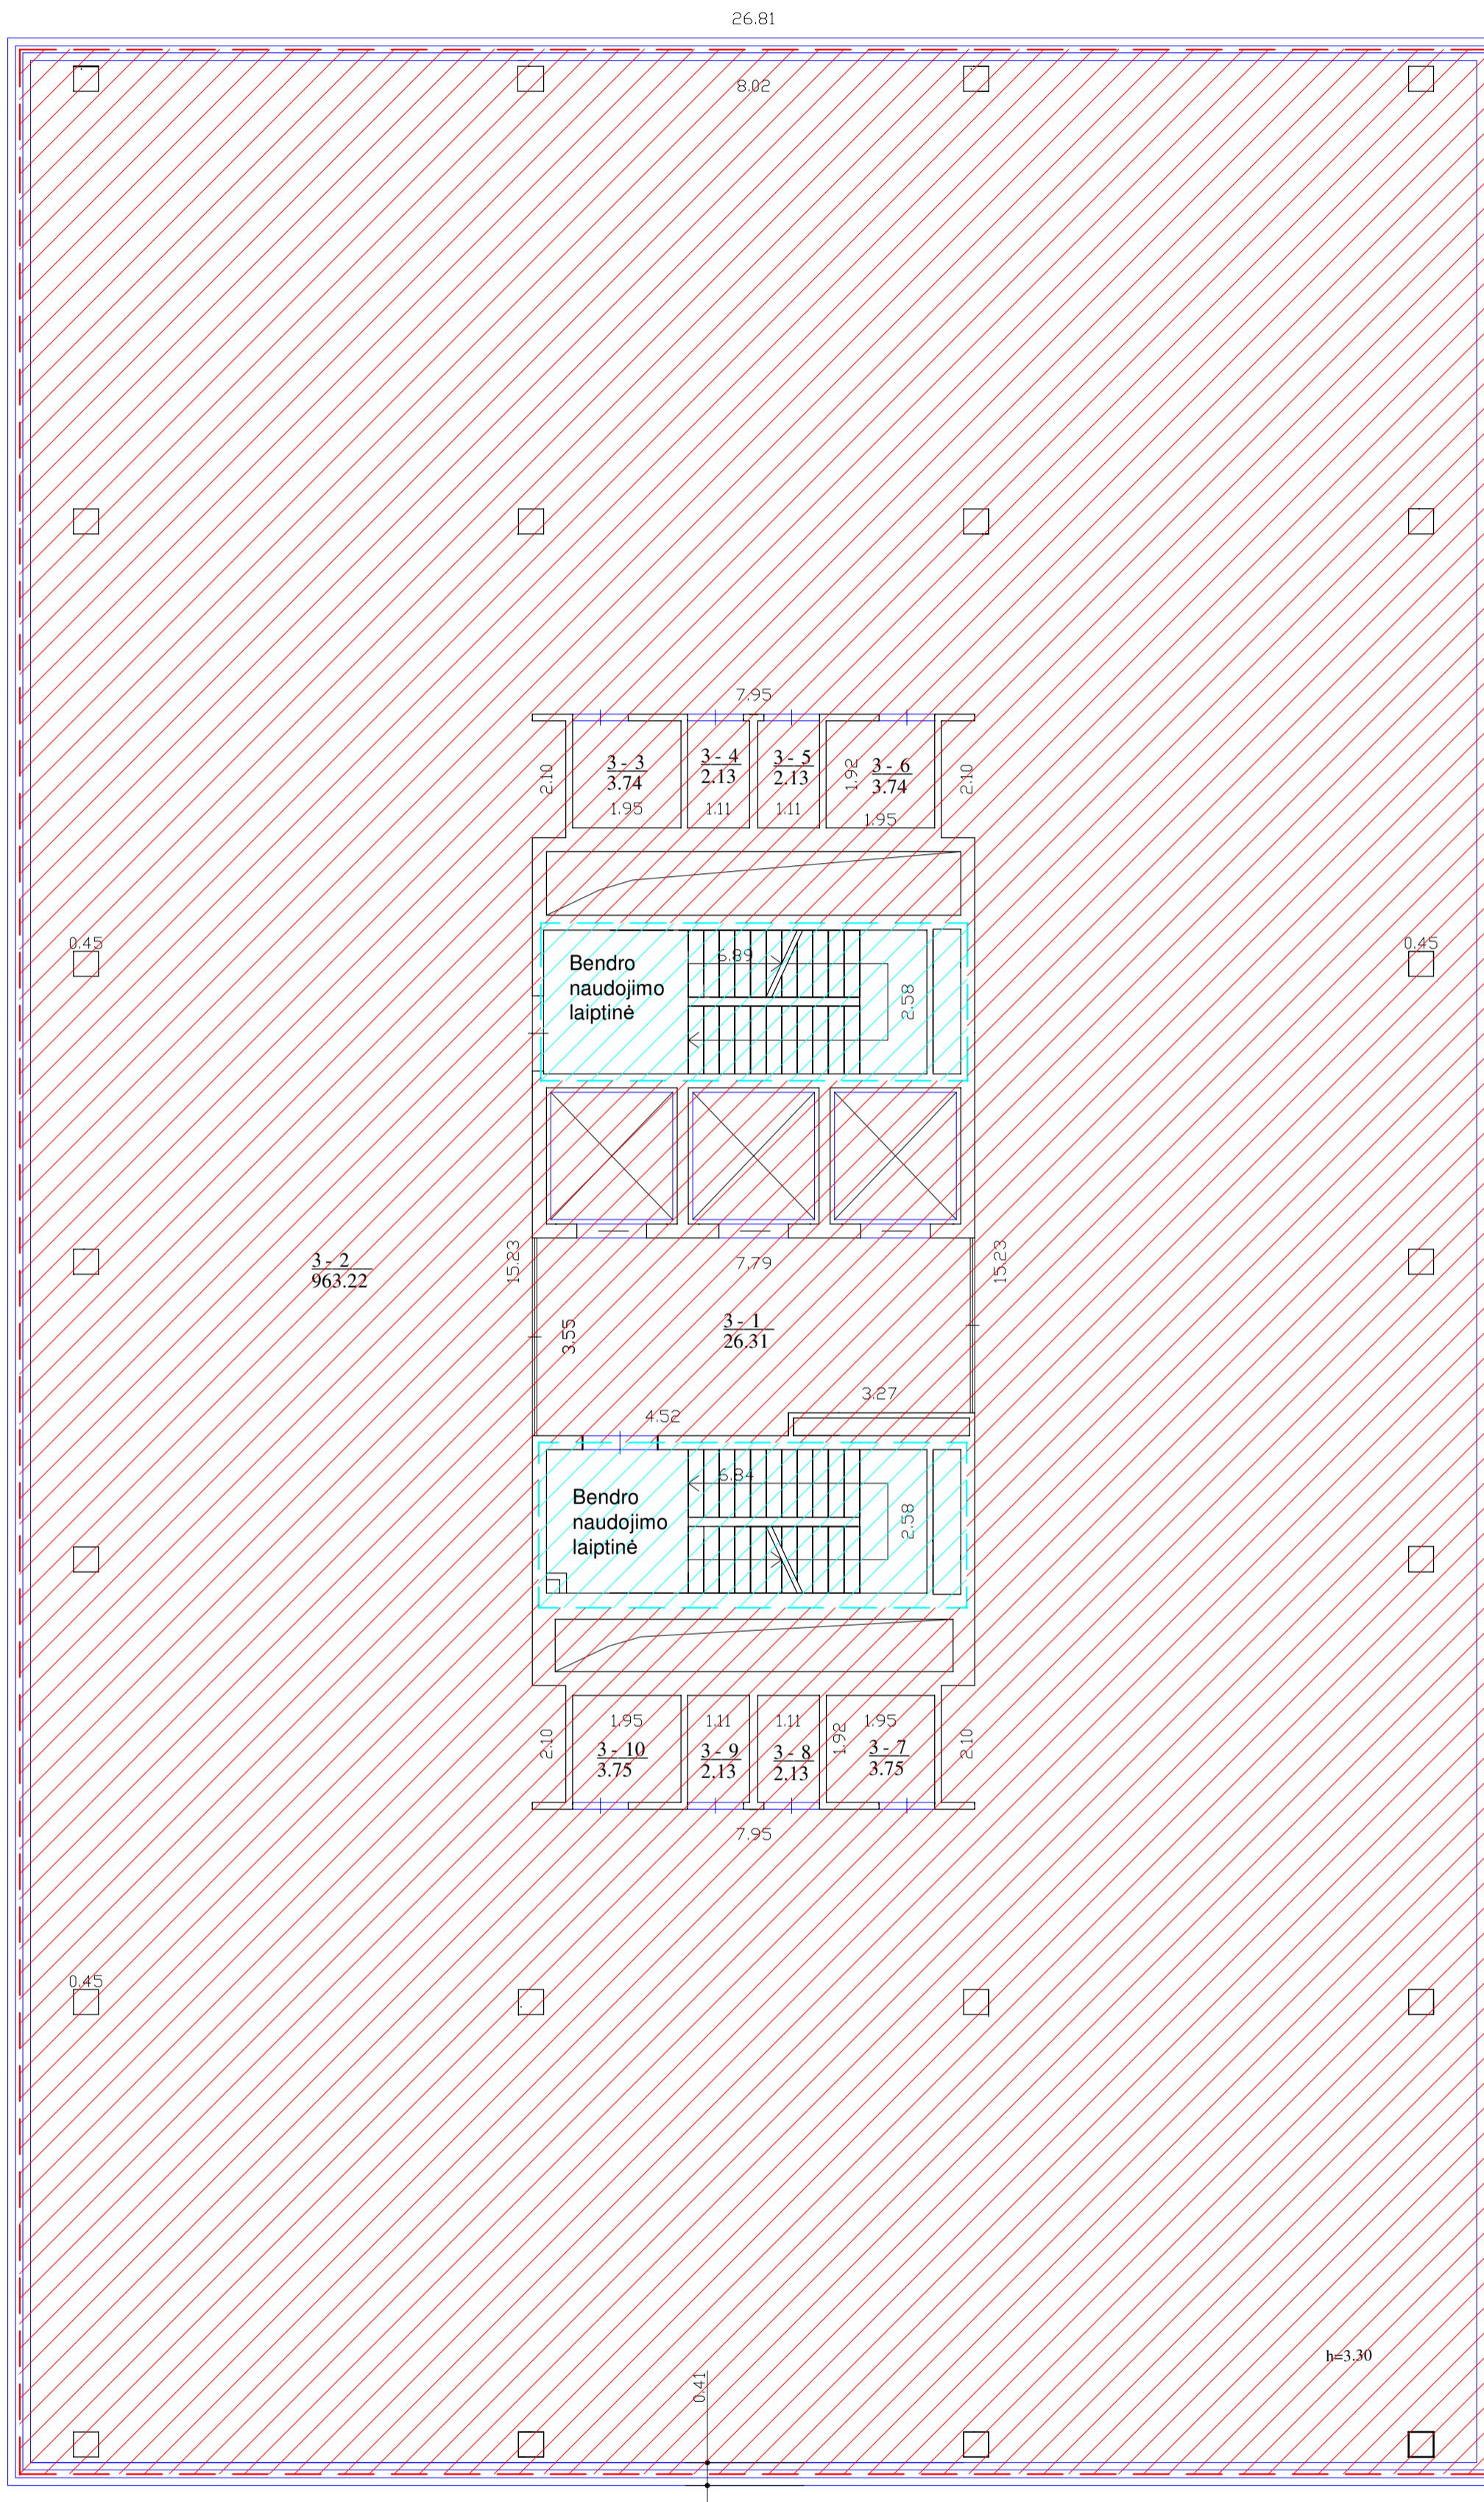 26.81
8.02
7.95
3 - 3
3.74
1.95
3 - 4
2.13
1.11
3 - 5
2.13
1.11
3 - 6
3.74
1.95
1.92
2.10
2.10
0.45
0.45
6.89
Bendro
naudojimo
laiptinė
2.58
15.23
7.79
15.23
3 - 2
963.22
3 - 1
26.31
3.55
3.27
4.52
6.84
Bendro
naudojimo
laiptinė
2.58
1.95
3 - 10
3.75
1.11
3 - 9
2.13
1.11
3 - 8
2.13
1.92
1.95
3 - 7
3.75
2.10
2.10
7.95
0.45
h=3.30
0.41